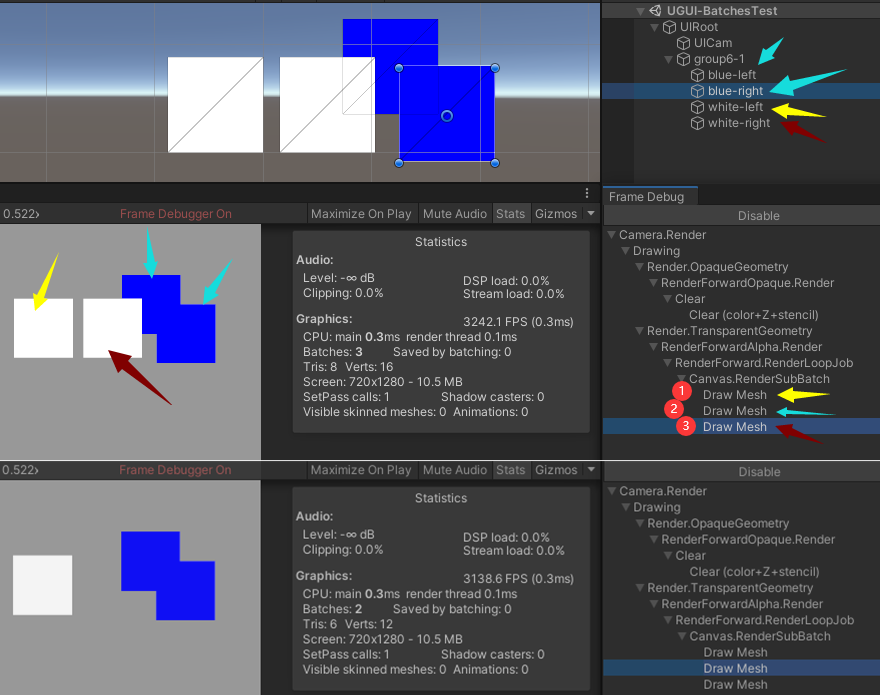 UGUI-BatchesTest
UIRoot
UICam
group6-1
blue-left
blue-right
white-left
white-right
0.522›
Frame Debugger On
Maximize On Play
Mute Audio
Stats
Gizmos
Statistics
Audio:
Level: -∞ dB DSP load: 0.0%
Clipping: 0.0% Stream load: 0.0%
Graphics: 3242.1 FPS (0.3ms)
CPU: main 0.3ms render thread 0.1ms
Batches: 3 Saved by batching: 0
Tris: 8 Verts: 16
Screen: 720x1280 - 10.5 MB
SetPass calls: 1 Shadow casters: 0
Visible skinned meshes: 0 Animations: 0
Frame Debug
Disable
Camera.Render
Drawing
Render.OpaqueGeometry
RenderForwardOpaque.Render
Clear
Clear (color+Z+stencil)
Render.TransparentGeometry
RenderForwardAlpha.Render
RenderForward.RenderLoopJob
Canvas.RenderSubBatch
1 Draw Mesh
2 Draw Mesh
3 Draw Mesh
0.522›
Frame Debugger On
Maximize On Play
Mute Audio
Stats
Gizmos
Statistics
Audio:
Level: -∞ dB DSP load: 0.0%
Clipping: 0.0% Stream load: 0.0%
Graphics: 3138.6 FPS (0.3ms)
CPU: main 0.3ms render thread 0.1ms
Batches: 2 Saved by batching: 0
Tris: 6 Verts: 12
Screen: 720x1280 - 10.5 MB
SetPass calls: 1 Shadow casters: 0
Visible skinned meshes: 0 Animations: 0
Disable
Camera.Render
Drawing
Render.OpaqueGeometry
RenderForwardOpaque.Render
Clear
Clear (color+Z+stencil)
Render.TransparentGeometry
RenderForwardAlpha.Render
RenderForward.RenderLoopJob
Canvas.RenderSubBatch
Draw Mesh
Draw Mesh
Draw Mesh